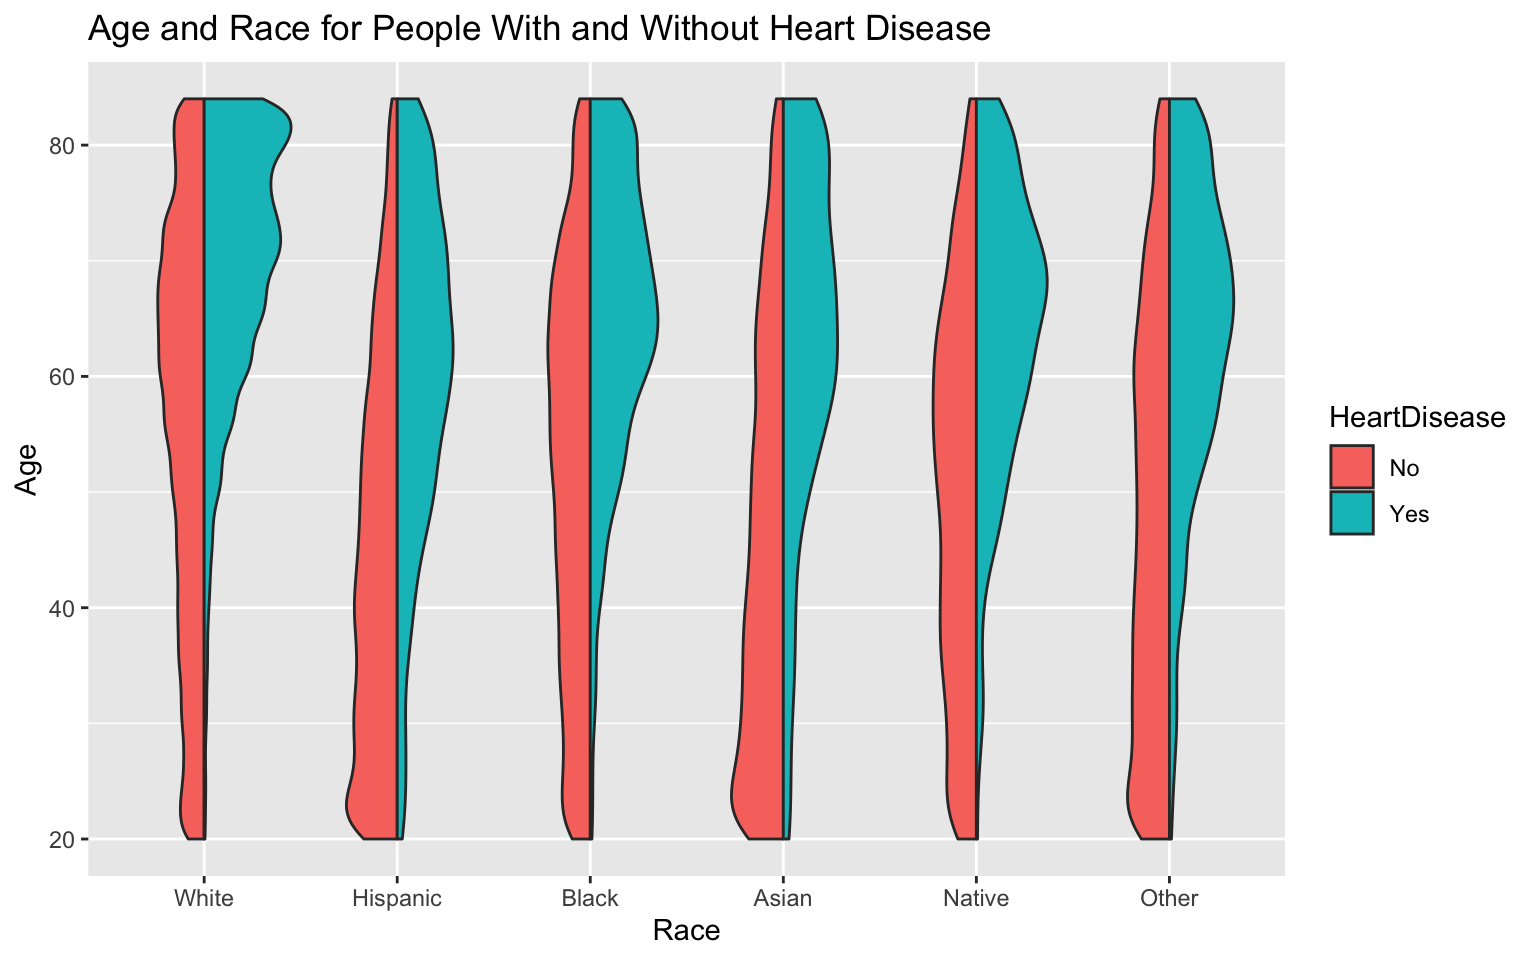 Age and Race for People With and Without Heart Disease
Age
80
60
40
20
White Hispanic Black Asian Native Other
Race
HeartDisease
No
Yes